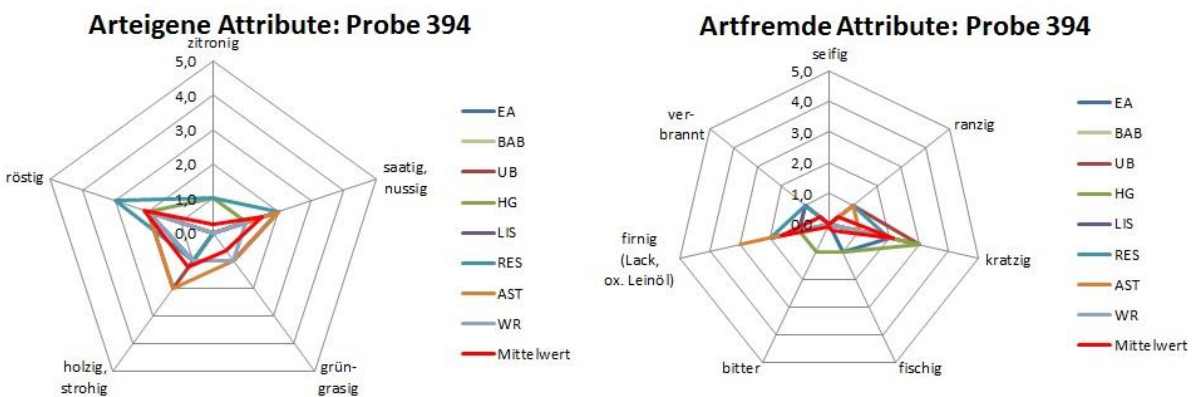 Arteigene Attribute: Probe 394
zitronig
5,0
4,0
3,0
2,0
1,0
0,0
saatig,
nussig
grün-
grasig
holzig,
strohig
röstig
EA
BAB
UB
HG
LIS
RES
AST
WR
Mittelwert
Artfremde Attribute: Probe 394
seifig
5,0
4,0
3,0
2,0
1,0
0,0
ranzig
kratzig
fischig
bitter
firnig
(Lack,
ox. Leinöl)
ver-
brannt
EA
BAB
UB
HG
LIS
RES
AST
WR
Mittelwert